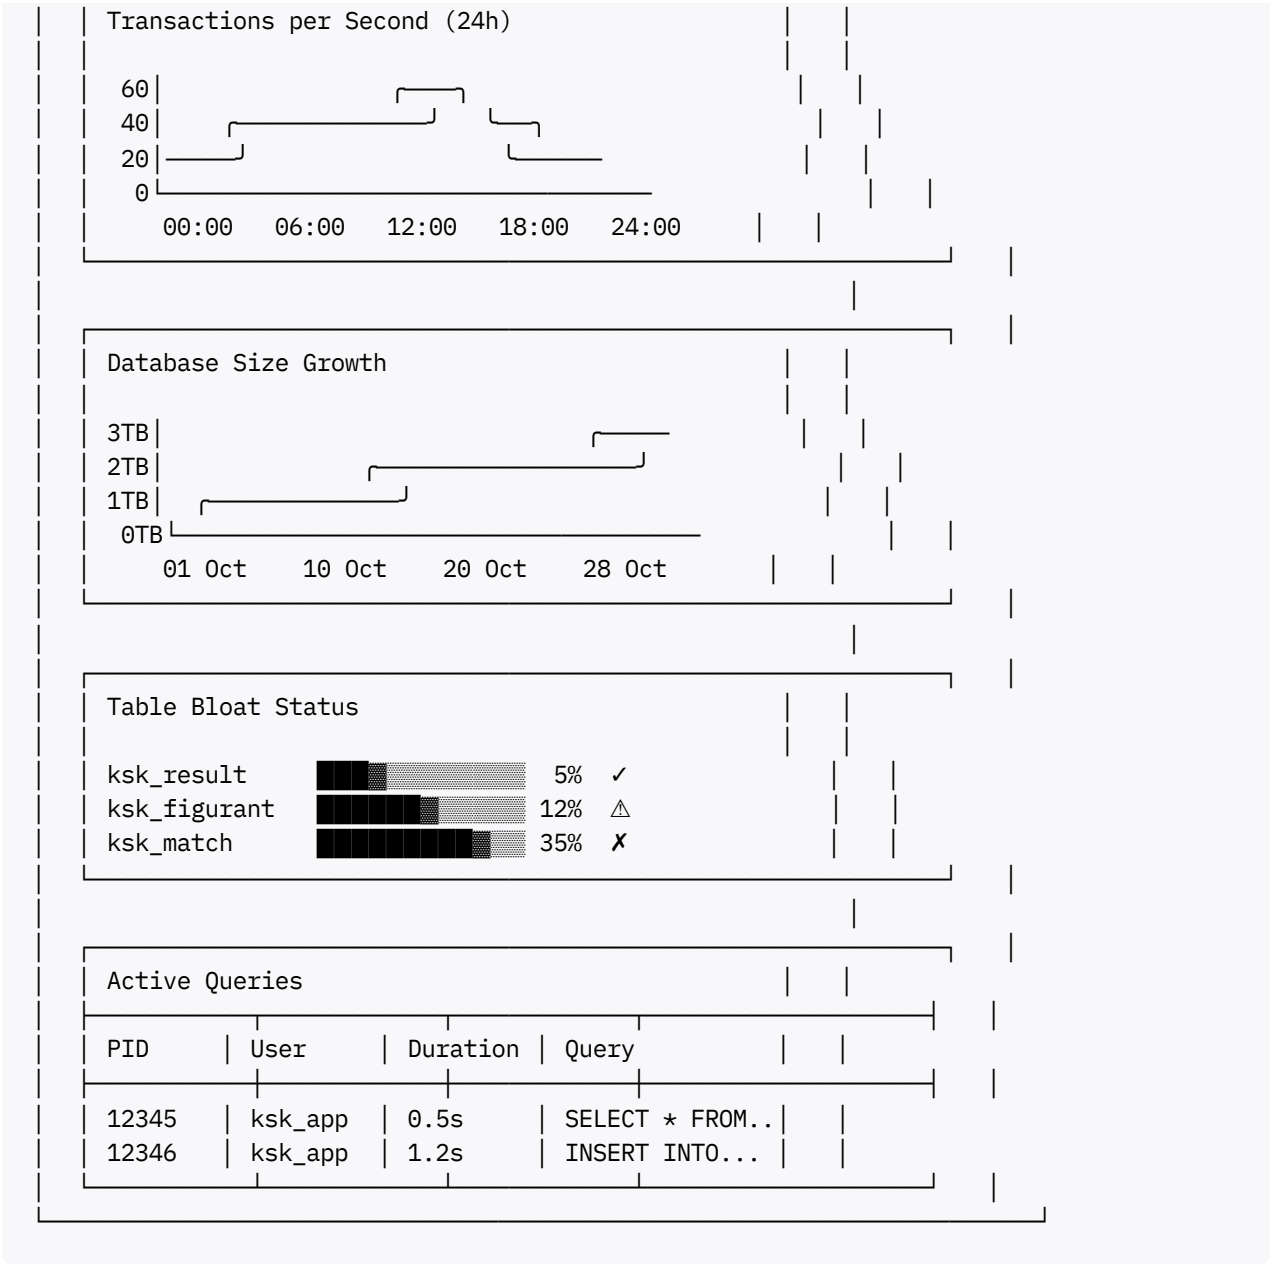 Transactions per Second (24h)
60
40
20
0
00:00 06:00 12:00 18:00 24:00
Database Size Growth
3TB
2TB
1TB
0TB
01 Oct 10 Oct 20 Oct 28 Oct
Table Bloat Status
ksk_result 5% ✓
ksk_figurant 12% ⚠
ksk_match 35% ✗
Active Queries
PID User Duration Query
12345 ksk_app 0.5s SELECT * FROM..
12346 ksk_app 1.2s INSERT INTO...